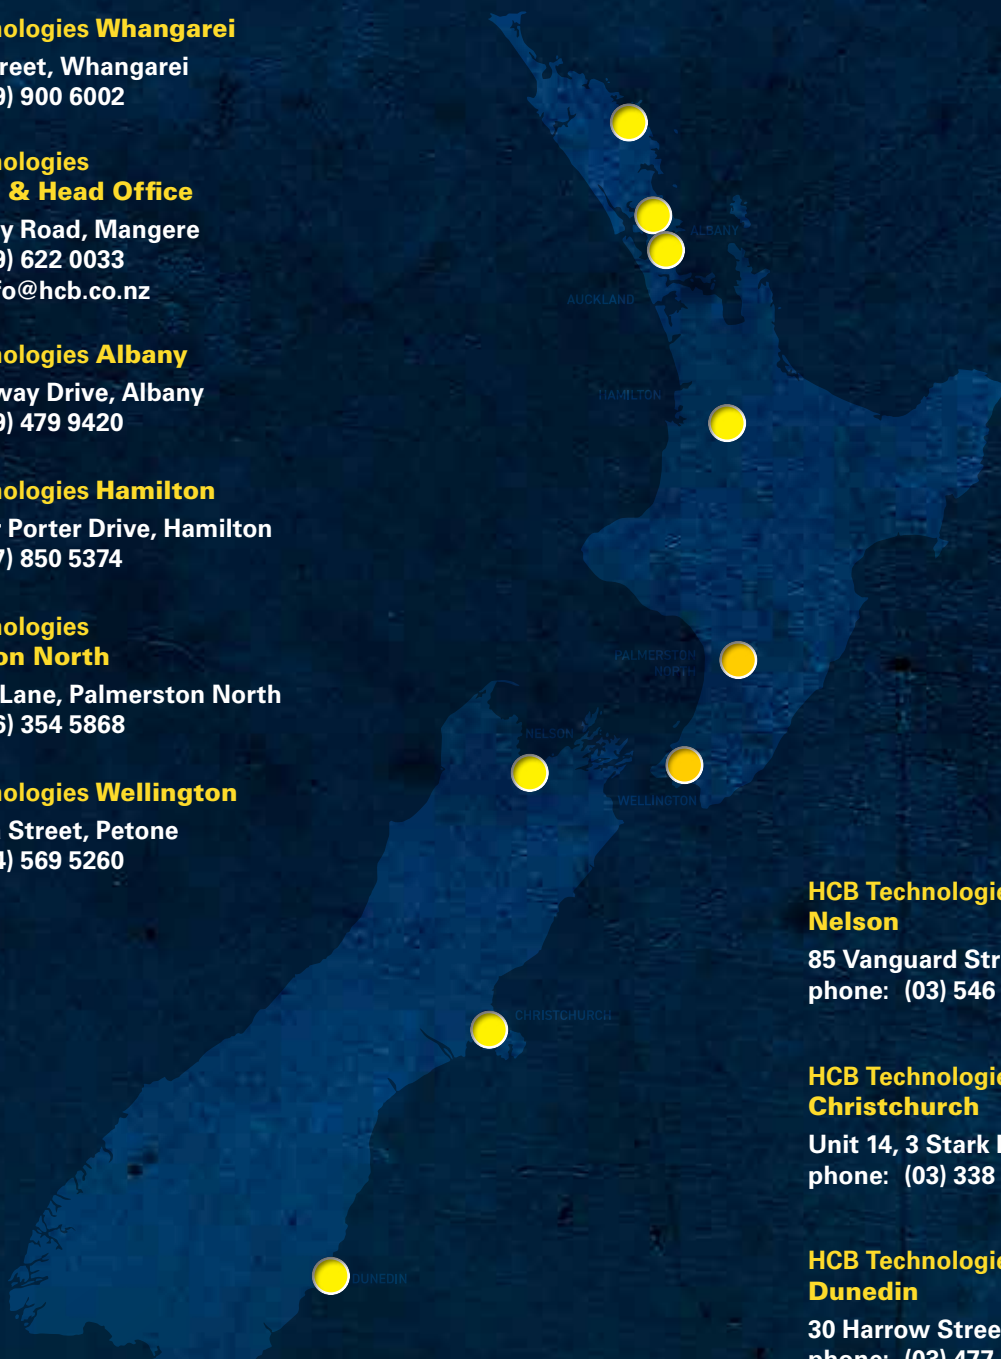 nologies Whangarei
reet, Whangarei
9) 900 6002
nologies
& Head Office
y Road, Mangere
9) 622 0033
fo@hcb.co.nz
nologies Albany
way Drive, Albany
9) 479 9420
nologies Hamilton
r Porter Drive, Hamilton
7) 850 5374
nologies
on North
Lane, Palmerston North
6) 354 5868
nologies Wellington
Street, Petone
4) 569 5260
ALBANY
AUCKLAND
HAMILTON
PALMERSTON
NORTH
NELSON
WELLINGTON
CHRISTCHURCH
DUNEDIN
HCB Technologie
Nelson
85 Vanguard Str
phone: (03) 546
HCB Technologie
Christchurch
Unit 14, 3 Stark
phone: (03) 338
HCB Technologie
Dunedin
30 Harrow Stree
phone: (03) 477